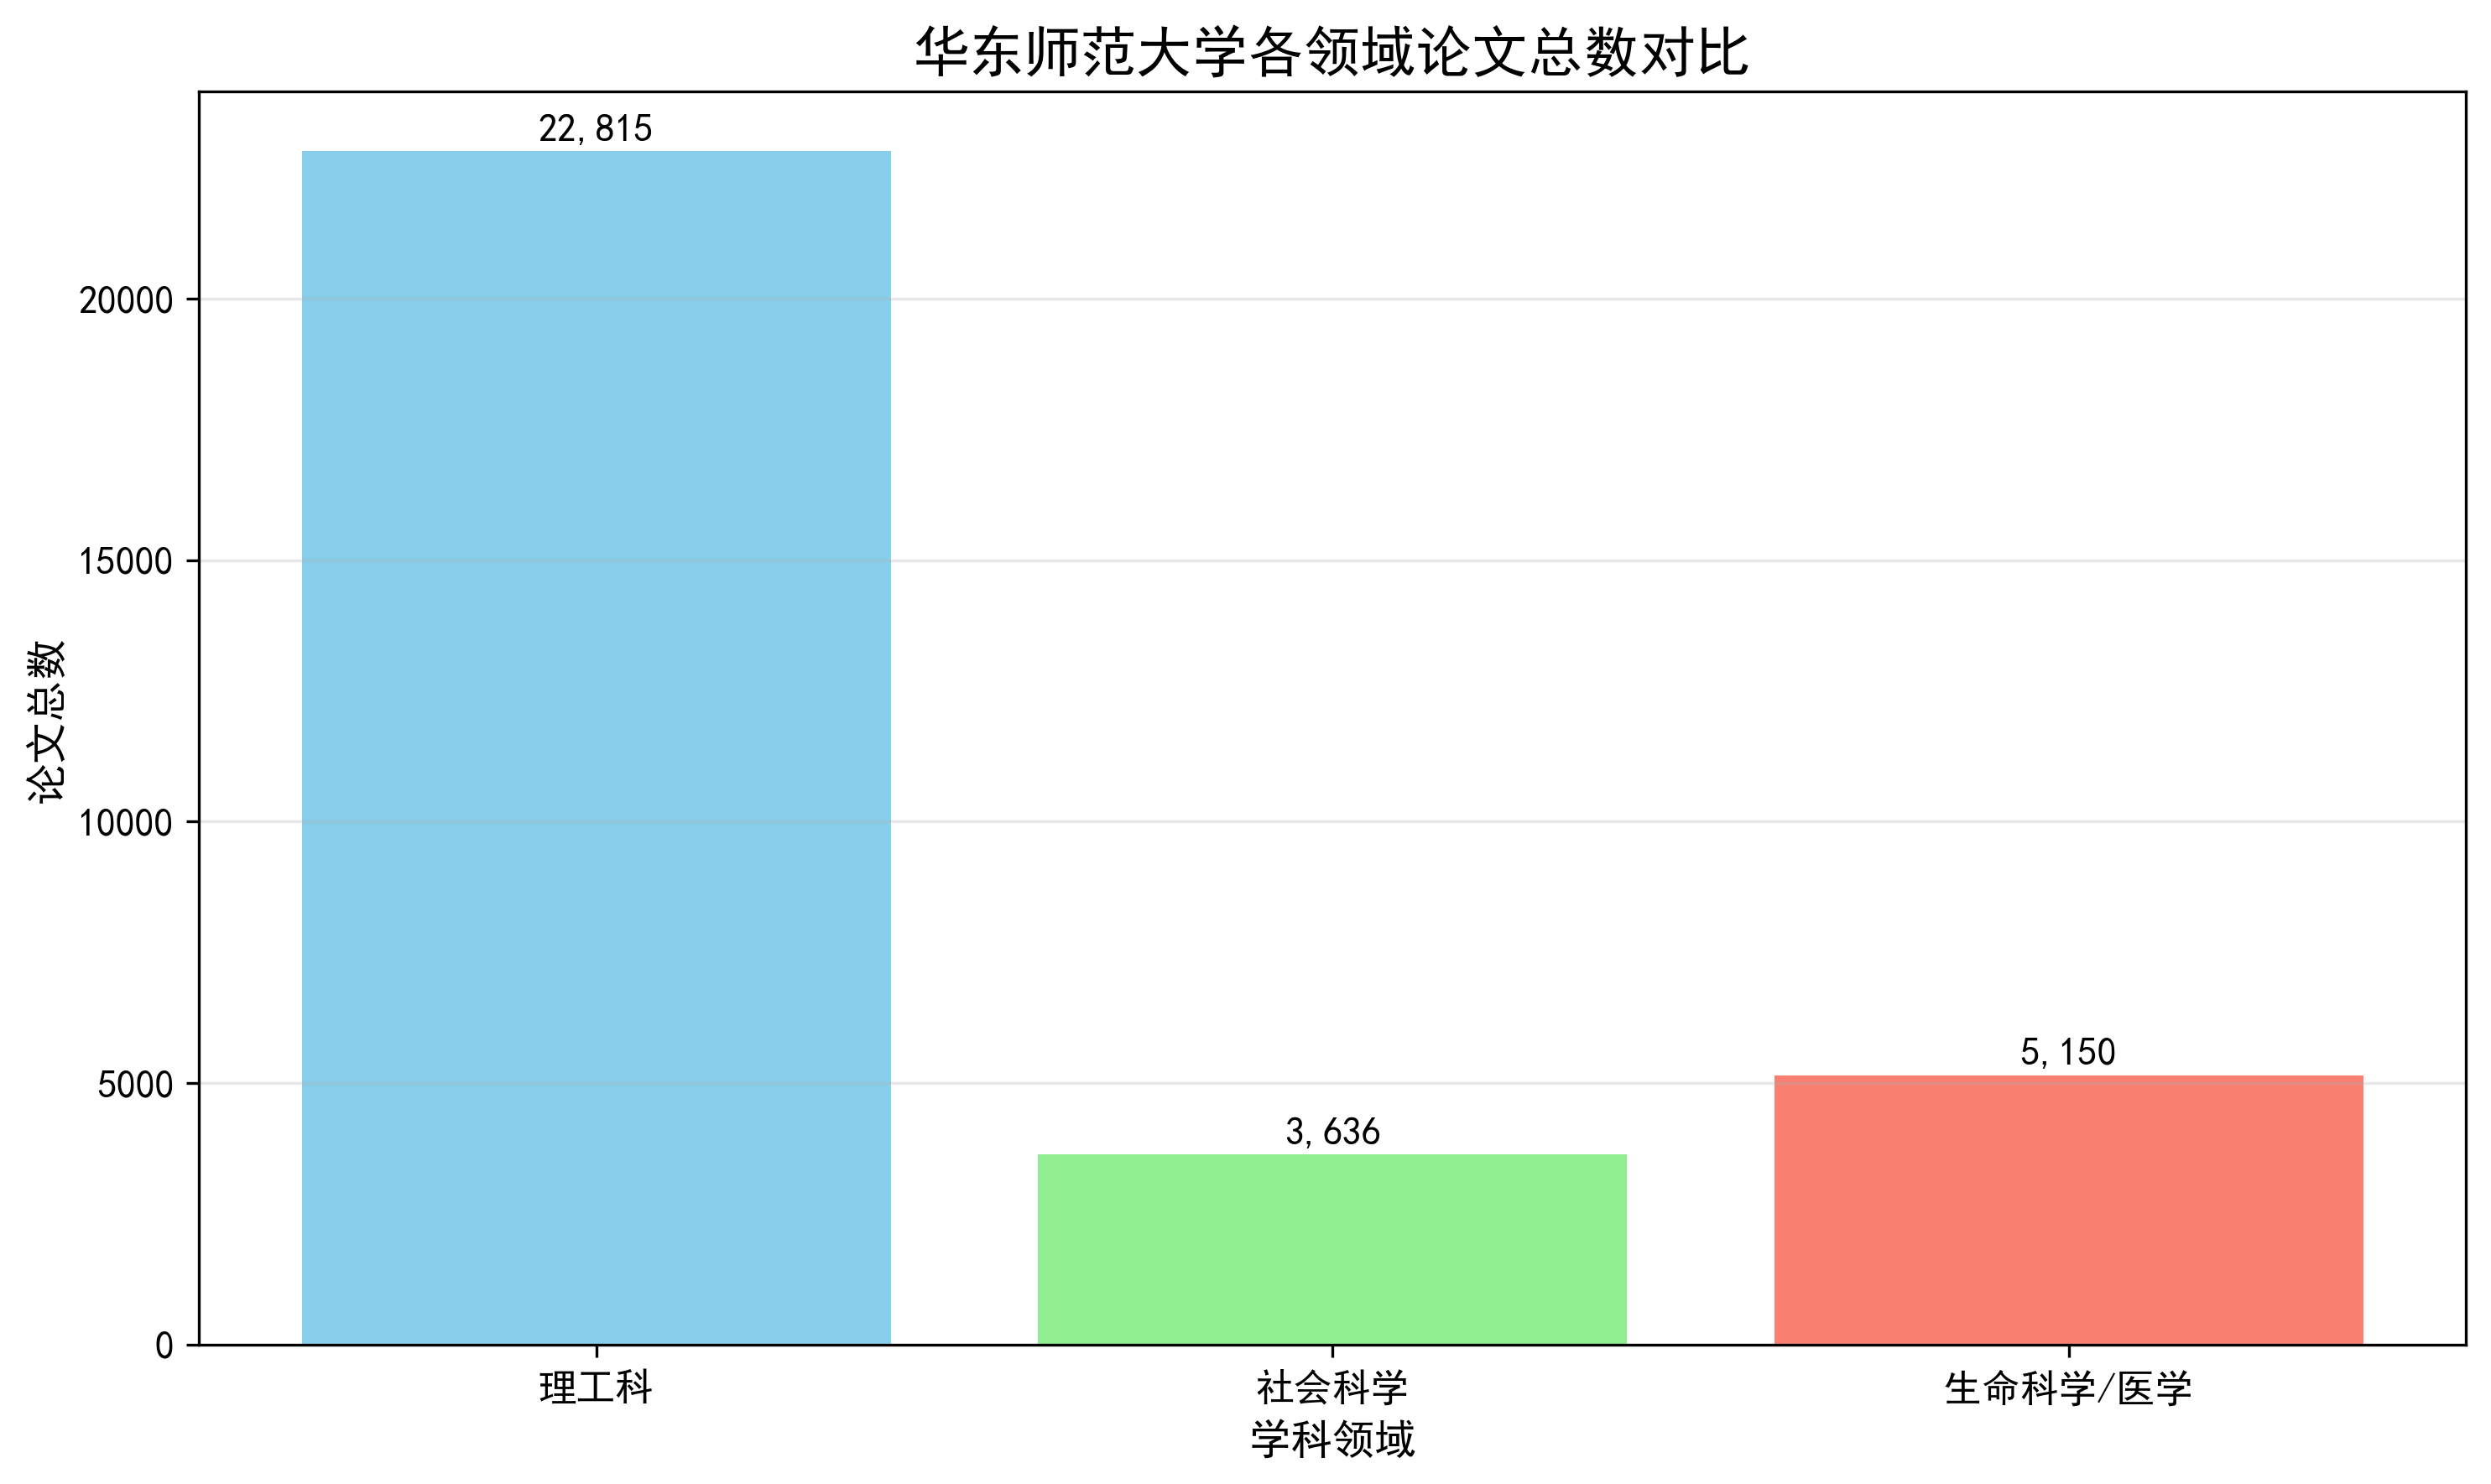 华东师范大学各领域论文总数对比
22,815
20000
15000
10000
5000
0
论文总数
3,636
5,150
理工科
社会科学
生命科学/医学
学科领域